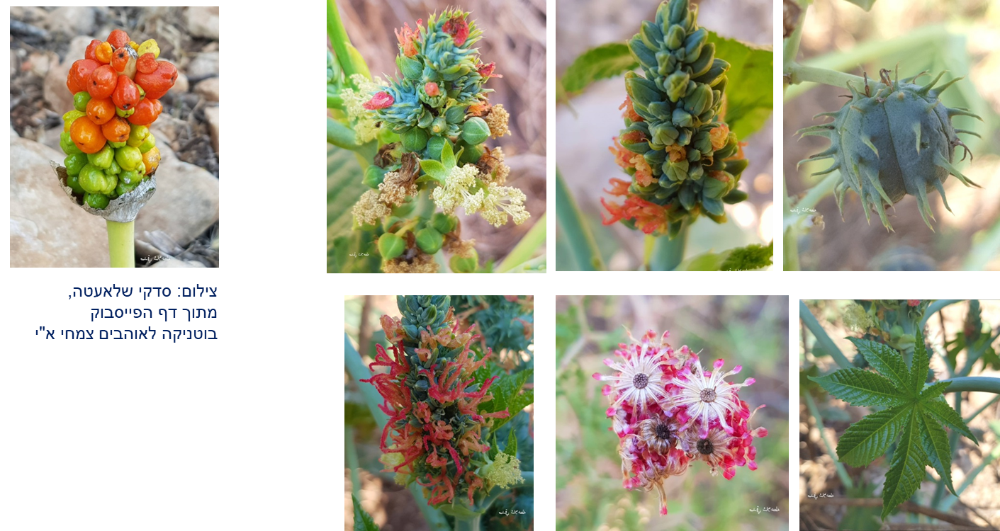 צילום: סדקי שלאעטה,
מתוך דף הפייסבוק
בוטניקה לאוהבים צמחי א"י